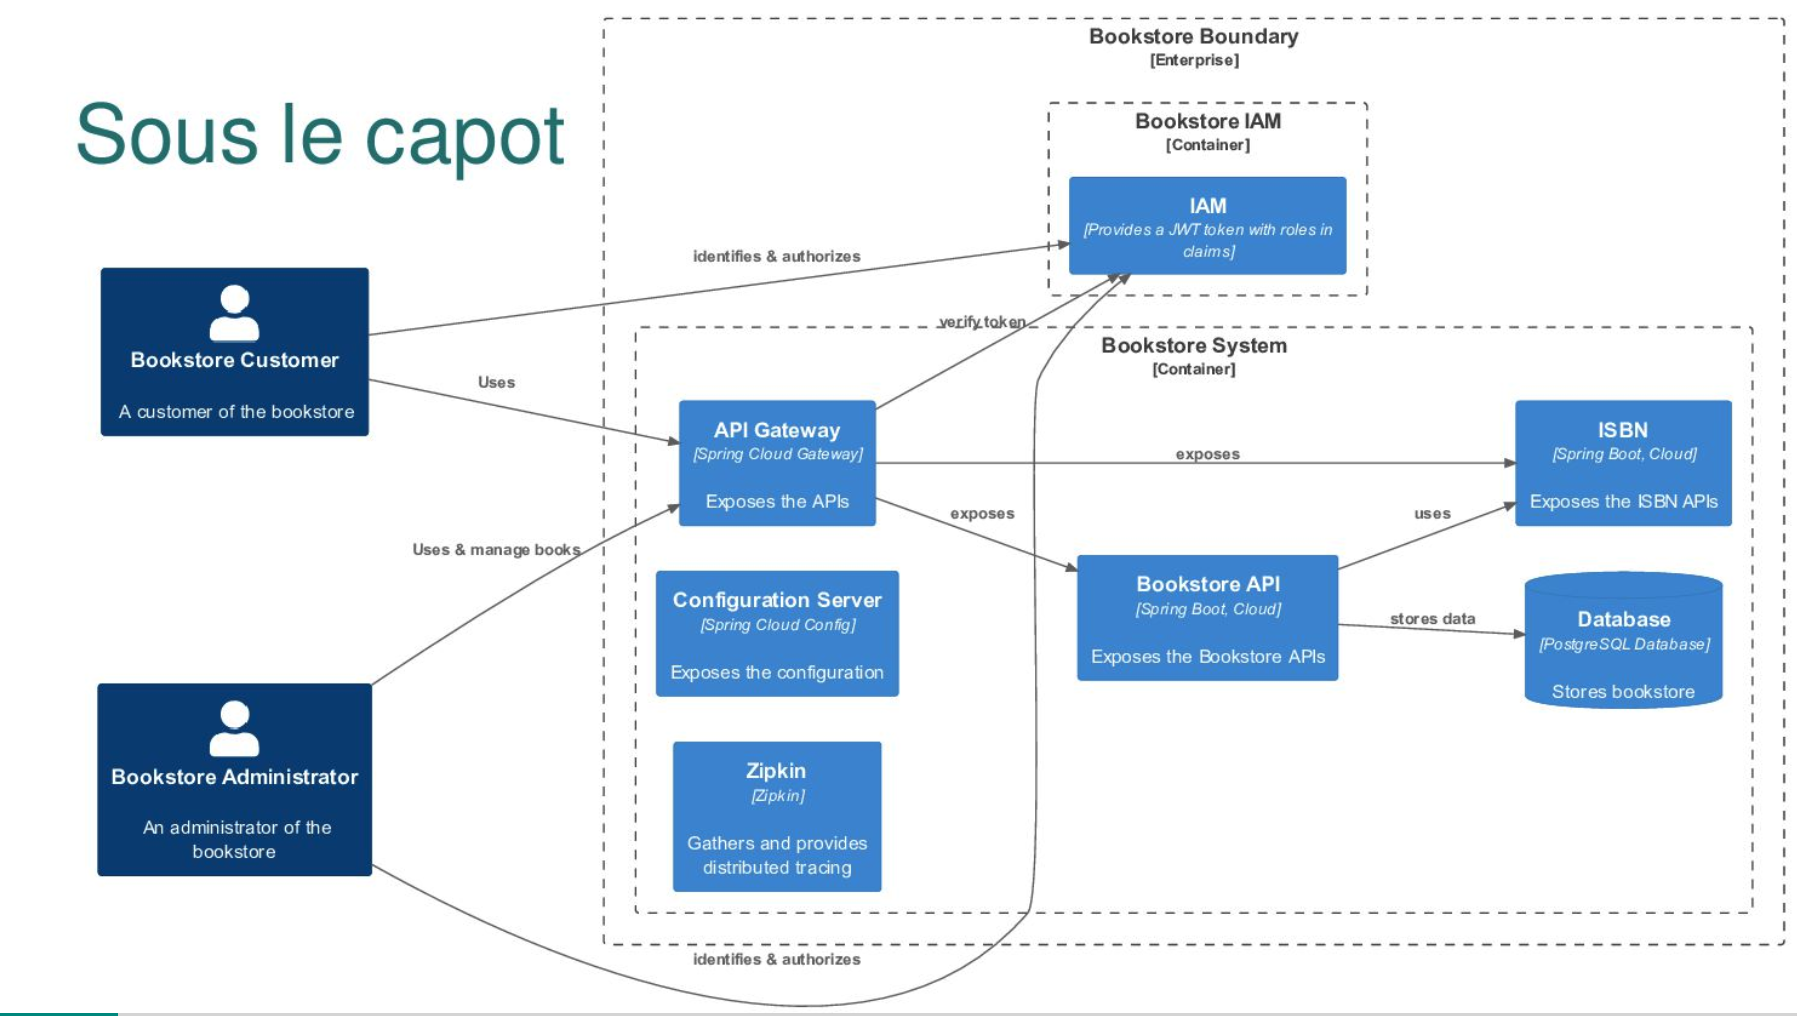 Sous le capot
Bookstore Boundary
[Enterprise]
Bookstore IAM
[Container]
IAM
[Provides a JWT token with roles in
claims]
identifies & authorizes
Bookstore Customer
A customer of the bookstore
Uses
verify token
Bookstore System
[Container]
API Gateway
[Spring Cloud Gateway]
Exposes the APIs
exposes
ISBN
[Spring Boot, Cloud]
Exposes the ISBN APIs
exposes
uses
Uses & manage books
Bookstore API
[Spring Boot, Cloud]
Exposes the Bookstore APIs
stores data
Database
[PostgreSQL Database]
Stores bookstore
Configuration Server
[Spring Cloud Config]
Exposes the configuration
Bookstore Administrator
An administrator of the
bookstore
Zipkin
[Zipkin]
Gathers and provides
distributed tracing
identifies & authorizes